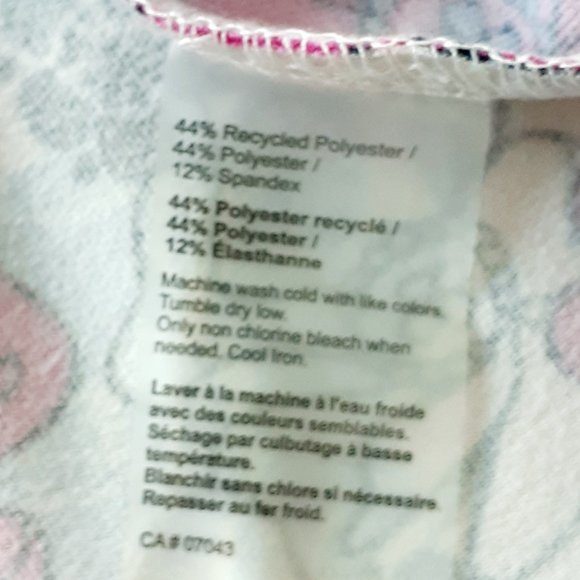 44% Recycled Polyester /
44% Polyester /
12% Spandex
44% Polyester recyclé /
44% Polyester /
12% Élasthanne
Machine wash cold with like colors.
Tumble dry low.
Only non chlorine bleach when
needed. Cool Iron.
Laver à la machine à l'eau froide
avec des couleurs semblables.
Séchage par culbutage à basse
température.
Blanchir sans chlore si nécessaire.
Repasser au fer froid.
CA# 07043